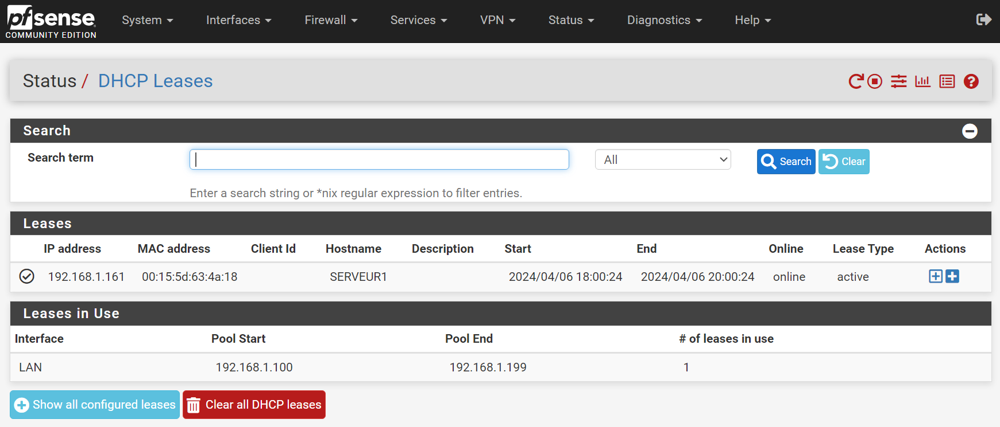 pfsense
COMMUNITY EDITION
System Interfaces Firewall Services VPN Status Diagnostics Help
Status / DHCP Leases
Search
Search term All Search Clear
Enter a search string or *nix regular expression to filter entries.
Leases
IP address MAC address Client Id Hostname Description Start End Online Lease Type Actions
192.168.1.161 00:15:5d:63:4a:18 SERVEUR1 2024/04/06 18:00:24 2024/04/06 20:00:24 online active
Leases in Use
Interface Pool Start Pool End # of leases in use
LAN 192.168.1.100 192.168.1.199 1
Show all configured leases Clear all DHCP leases